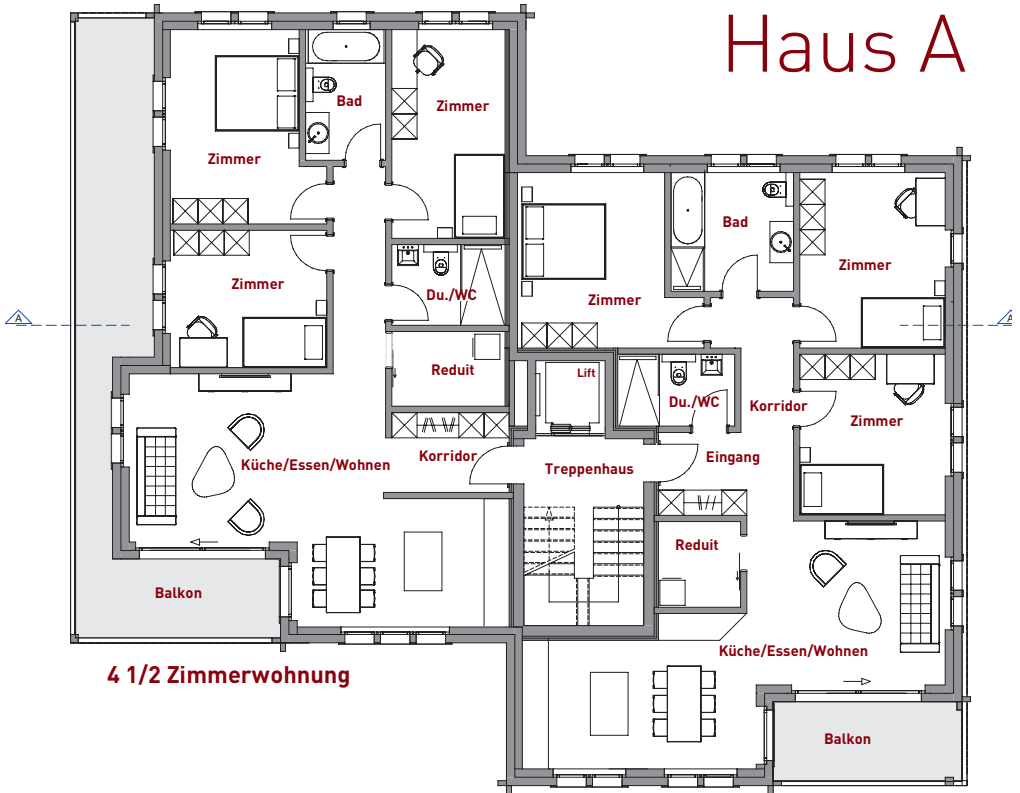 Haus A
Bad
Zimmer
Zimmer
Bad
Zimmer
Zimmer
Du./WC
Zimmer
A
A
Reduit
Lift
Du./WC
Korridor
Zimmer
Korridor
Eingang
Küche/Essen/Wohnen
Treppenhaus
Reduit
Balkon
Küche/Essen/Wohnen
4 1/2 Zimmerwohnung
Balkon